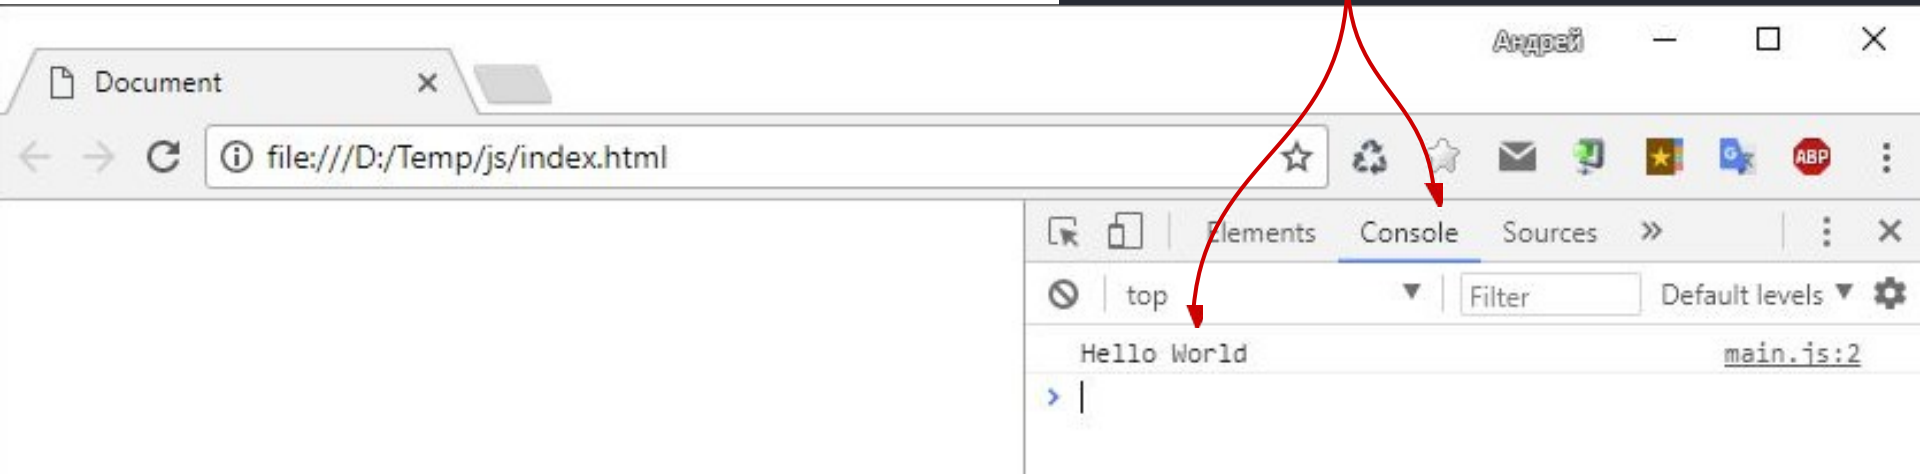 Андрей
Document
file:///D:/Temp/js/index.html
ABP
Elements Console Sources
top Filter Default levels
Hello World main.js:2